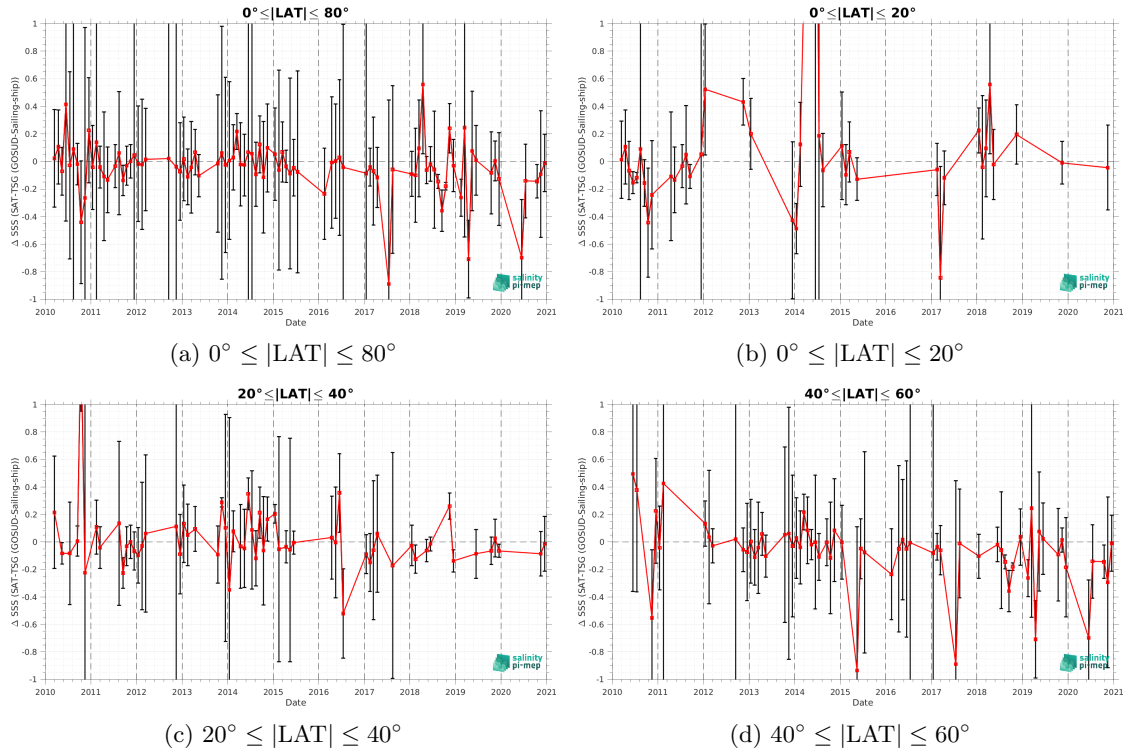 0°≤|LAT|≤ 80°
Δ SSS (SAT-TSG (GOSUD-Sailing-ship))
1
0.8
0.6
0.4
0.2
0
-0.2
-0.4
-0.6
-0.8
-1
2010 2011 2012 2013 2014 2015 2016 2017 2018 2019 2020 2021
Date
salinity
pi-mep
(a) 0° ≤ |LAT| ≤ 80°
0°≤|LAT|≤ 20°
Δ SSS (SAT-TSG (GOSUD-Sailing-ship))
1
0.8
0.6
0.4
0.2
0
-0.2
-0.4
-0.6
-0.8
-1
2010 2011 2012 2013 2014 2015 2016 2017 2018 2019 2020 2021
Date
salinity
pi-mep
(b) 0° ≤ |LAT| ≤ 20°
20°≤|LAT|≤ 40°
Δ SSS (SAT-TSG (GOSUD-Sailing-ship))
1
0.8
0.6
0.4
0.2
0
-0.2
-0.4
-0.6
-0.8
-1
2010 2011 2012 2013 2014 2015 2016 2017 2018 2019 2020 2021
Date
salinity
pi-mep
(c) 20° ≤ |LAT| ≤ 40°
40°≤|LAT|≤ 60°
Δ SSS (SAT-TSG (GOSUD-Sailing-ship))
1
0.8
0.6
0.4
0.2
0
-0.2
-0.4
-0.6
-0.8
-1
2010 2011 2012 2013 2014 2015 2016 2017 2018 2019 2020 2021
Date
salinity
pi-mep
(d) 40° ≤ |LAT| ≤ 60°